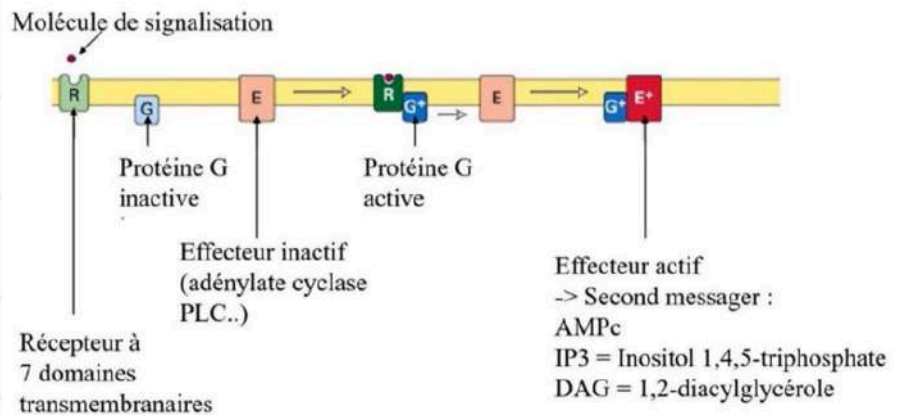 Molécule de signalisation
R
G
E
R
G+
E
G+
E+
Protéine G
inactive
Protéine G
active
Effecteur inactif
(adénylate cyclase
PLC..)
Effecteur actif
-> Second messager :
AMPc
IP3 = Inositol 1,4,5-triphosphate
DAG = 1,2-diacylglycérole
Récepteur à
7 domaines
transmembranaires